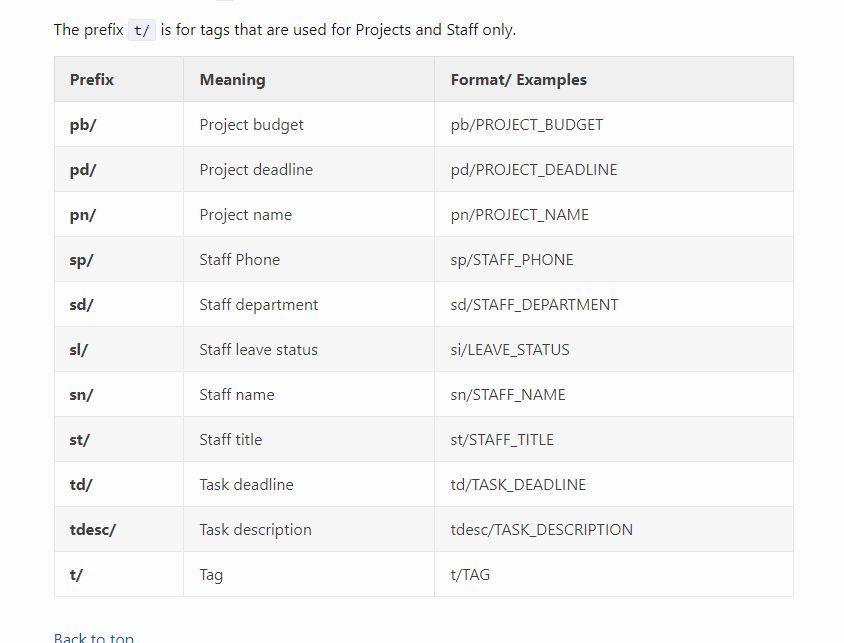 The prefix t/ is for tags that are used for Projects and Staff only.
Prefix Meaning Format/ Examples
pb/ Project budget pb/PROJECT_BUDGET
pd/ Project deadline pd/PROJECT_DEADLINE
pn/ Project name pn/PROJECT_NAME
sp/ Staff Phone sp/STAFF_PHONE
sd/ Staff department sd/STAFF_DEPARTMENT
sl/ Staff leave status si/LEAVE_STATUS
sn/ Staff name sn/STAFF_NAME
st/ Staff title st/STAFF_TITLE
td/ Task deadline td/TASK_DEADLINE
tdesc/ Task description tdesc/TASK_DESCRIPTION
t/ Tag t/TAG
Back to top